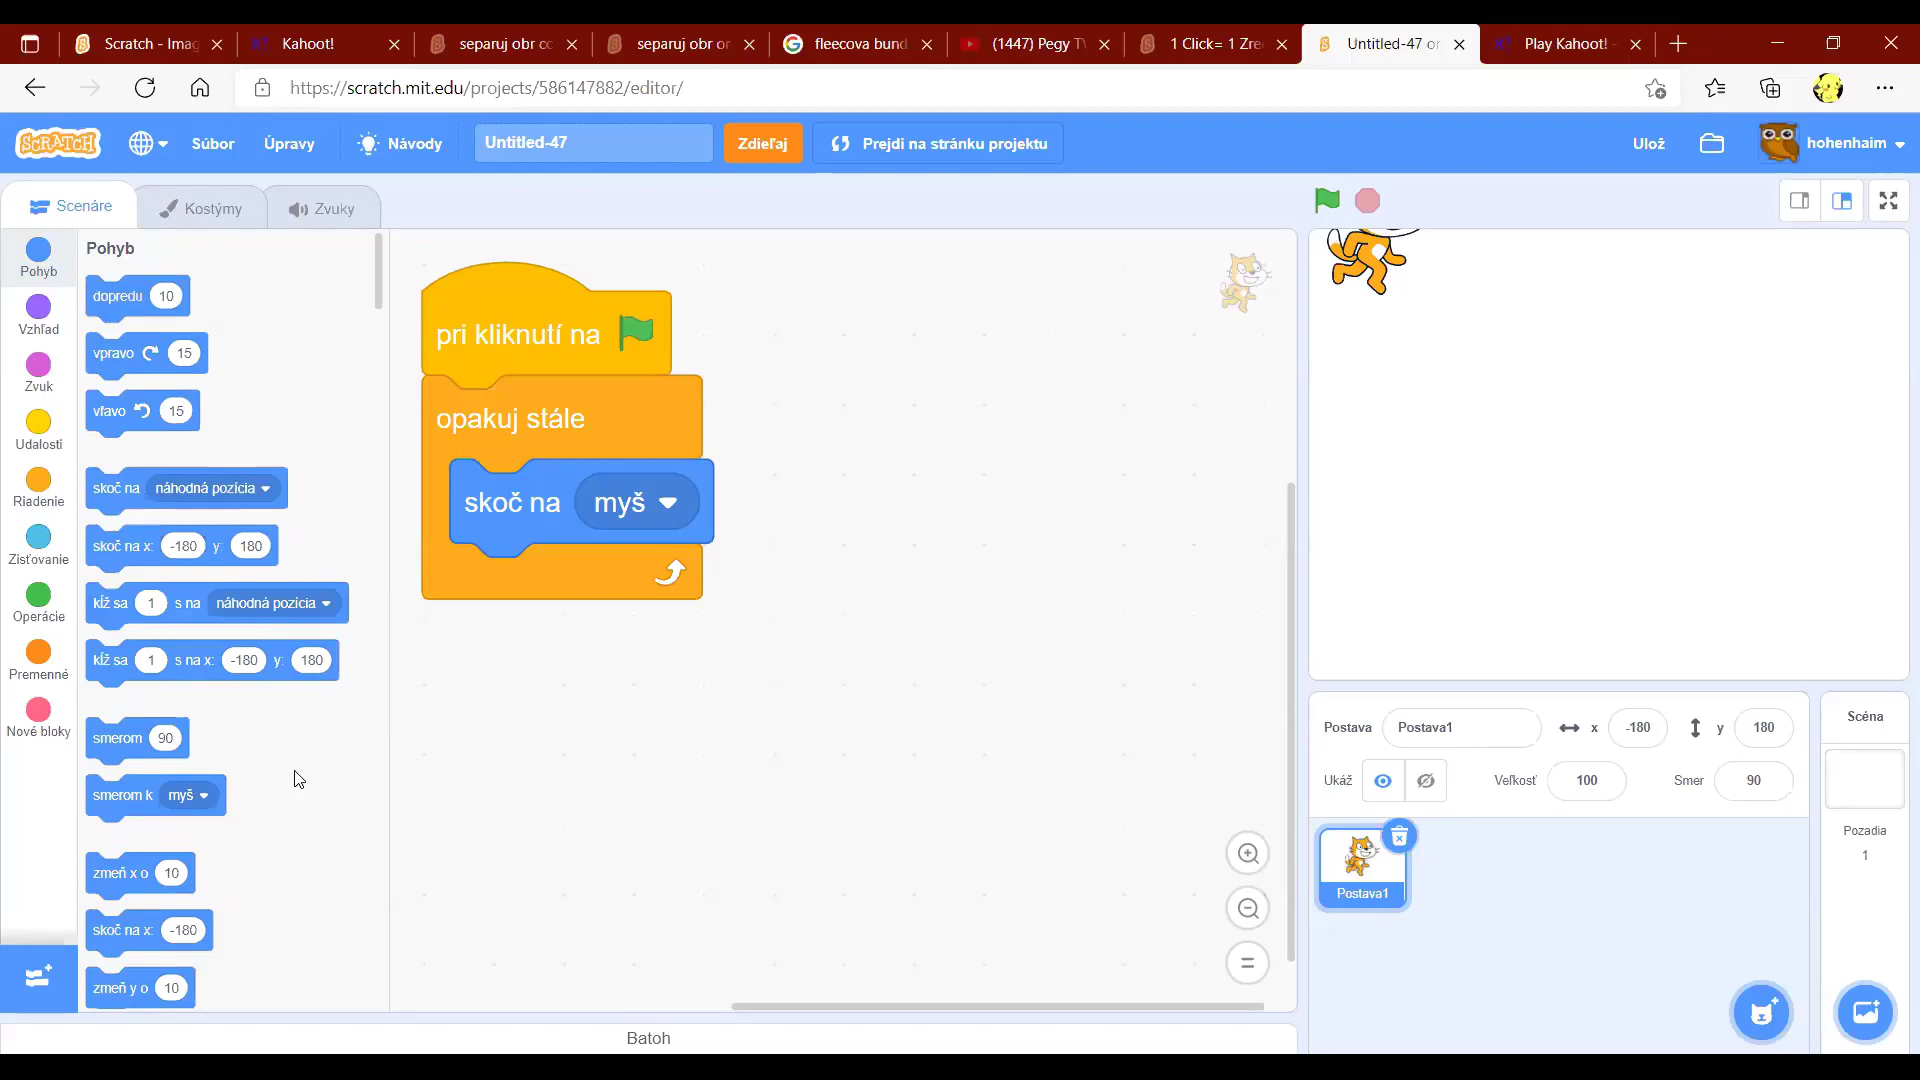 Scratch - Imag
Kahoot!
separuj obr co
separuj obr or
fleecova bund
(1447) Pegy T
1 Click= 1 Zre
Untitled-47 o
Play Kahoot! -
https://scratch.mit.edu/projects/586147882/editor/
SCRATCH
Súbor
Úpravy
Návody
Untitled-47
Zdieľaj
Prejdi na stránku projektu
Ulož
hohenhaim
Scenáre
Kostýmy
Zvuky
Pohyb
Vzhľad
Zvuk
Udalosti
Riadenie
Zisťovanie
Operácie
Premenné
Nové bloky
Pohyb
dopredu 10
vpravo 15
vľavo 15
skoč na náhodná pozícia
skoč na x: -180 y: 180
kĺž sa 1 s na náhodná pozícia
kĺž sa 1 s na x: -180 y: 180
smerom 90
smerom k myš
zmeň x o 10
skoč na x: -180
zmeň y o 10
pri kliknutí na
opakuj stále
skoč na myš
Batoh
Postava Postava1 x -180 y 180
Ukáž Veľkosť 100 Smer 90
Postava1
Scéna
Pozadia
1